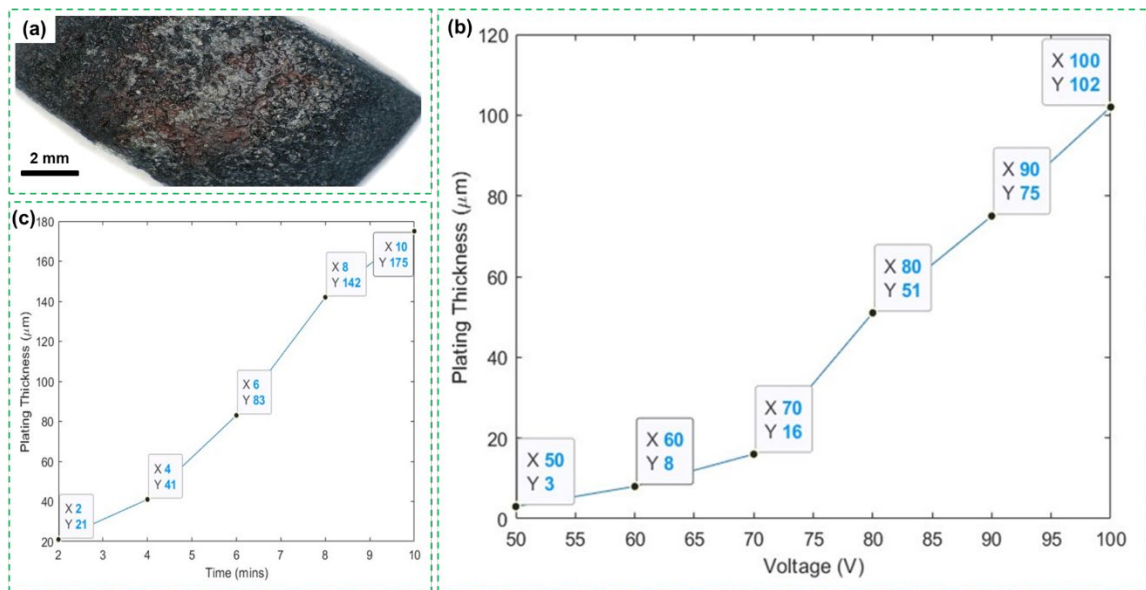 (a)
2 mm
(b)
120
100
80
60
40
20
0
Plating Thickness (μm)
X 50
Y 3
X 60
Y 8
X 70
Y 16
X 80
Y 51
X 90
Y 75
X 100
Y 102
50 55 60 65 70 75 80 85 90 95 100
Voltage (V)
(c)
180
160
140
120
100
80
60
40
20
Plating Thickness (μm)
X 2
Y 21
X 4
Y 41
X 6
Y 83
X 8
Y 142
X 10
Y 175
2 3 4 5 6 7 8 9 10
Time (mins)